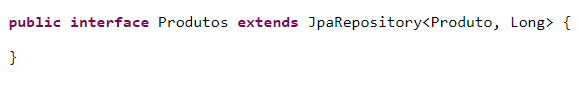 public interface Produtos extends JpaRepository<Produto, Long> {
}